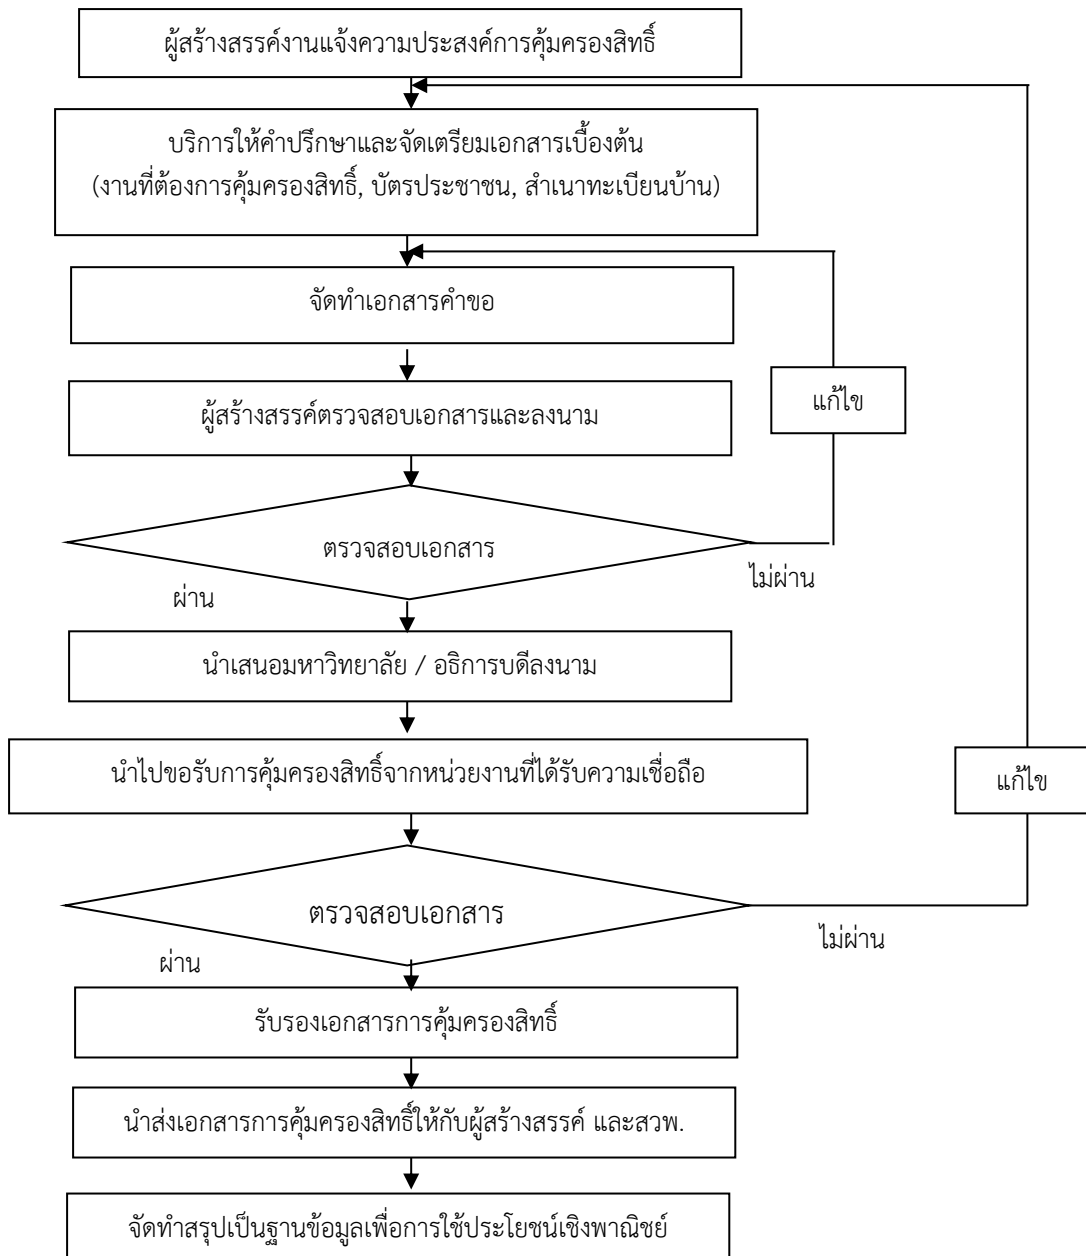 ผู้สร้างสรรค์งานแจ้งความประสงค์การคุ้มครองสิทธิ์
บริการให้คำปรึกษาและจัดเตรียมเอกสารเบื้องต้น
(งานที่ต้องการคุ้มครองสิทธิ์, บัตรประชาชน, สำเนาทะเบียนบ้าน)
จัดทำเอกสารคำขอ
แก้ไข
ผู้สร้างสรรค์ตรวจสอบเอกสารและลงนาม
ตรวจสอบเอกสาร
ไม่ผ่าน
ผ่าน
นำเสนอมหาวิทยาลัย / อธิการบดีลงนาม
นำไปขอรับการคุ้มครองสิทธิ์จากหน่วยงานที่ได้รับความเชื่อถือ
แก้ไข
ตรวจสอบเอกสาร
ไม่ผ่าน
ผ่าน
รับรองเอกสารการคุ้มครองสิทธิ์
นำส่งเอกสารการคุ้มครองสิทธิ์ให้กับผู้สร้างสรรค์ และสวพ.
จัดทำสรุปเป็นฐานข้อมูลเพื่อการใช้ประโยชน์เชิงพาณิชย์